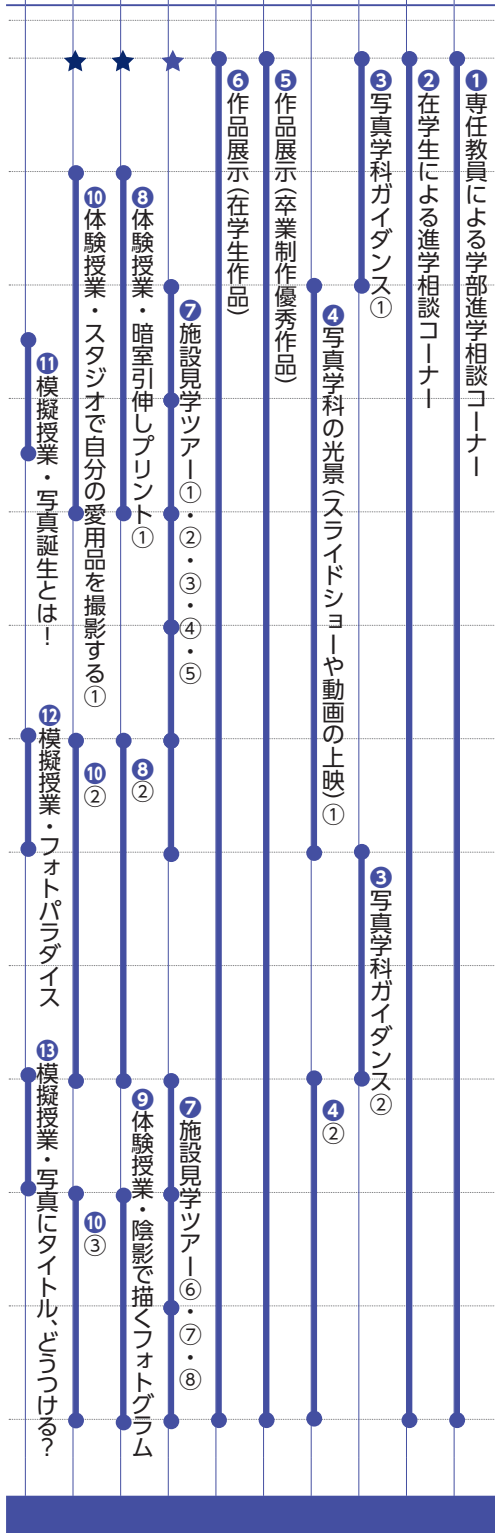 ❶専任教員による学部進学相談コーナー
❷在学生による進学相談コーナー
❸写真学科ガイダンス①
❸写真学科ガイダンス②
❹写真学科の光景(スライドショーや動画の上映)①
❹②
❺作品展示(卒業制作優秀作品)
❻作品展示(在学生作品)
❼施設見学ツアー①・②・③・④・⑤
❼施設見学ツアー⑥・⑦・⑧
❽体験授業・暗室引伸しプリント①
❽②
❾体験授業・陰影で描くフォトグラム
❿体験授業・スタジオで自分の愛用品を撮影する①
❿②
❿③
⓫模擬授業・写真誕生とは!
⓬模擬授業・フォトパラダイス
⓭模擬授業・写真にタイトル、どうつける?